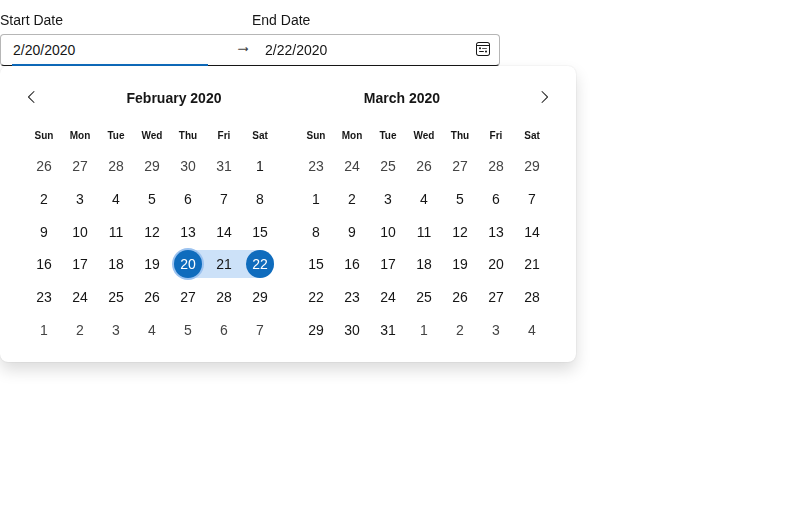 Start Date End Date
2/20/2020 → 2/22/2020
February 2020 March 2020
Sun Mon Tue Wed Thu Fri Sat Sun Mon Tue Wed Thu Fri Sat
26 27 28 29 30 31 1 23 24 25 26 27 28 29
2 3 4 5 6 7 8 1 2 3 4 5 6 7
9 10 11 12 13 14 15 8 9 10 11 12 13 14
16 17 18 19 20 21 22 15 16 17 18 19 20 21
23 24 25 26 27 28 29 22 23 24 25 26 27 28
1 2 3 4 5 6 7 29 30 31 1 2 3 4